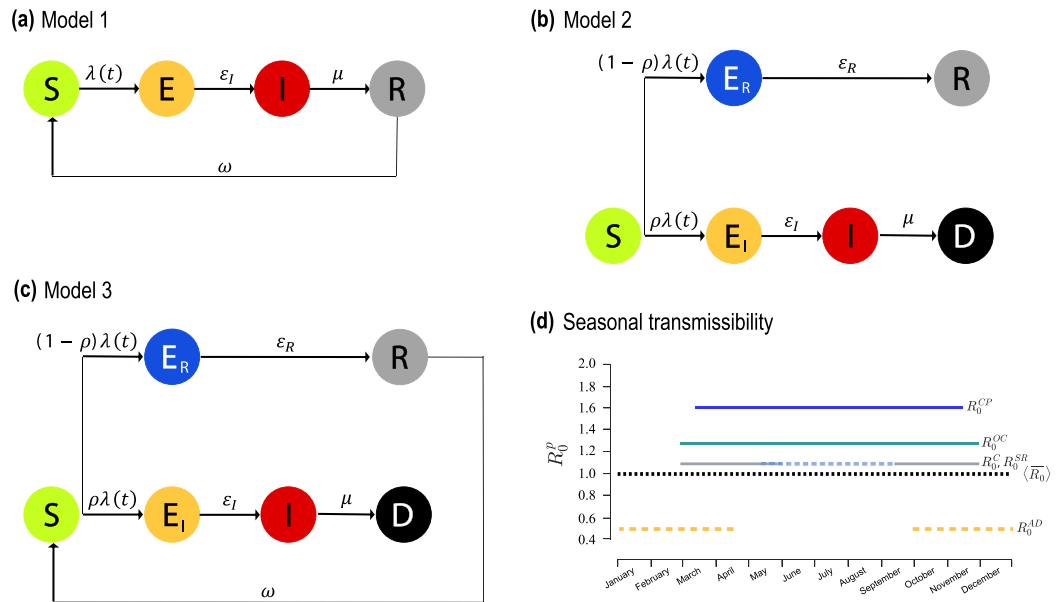 (a) Model 1
S λ(t) E ε_I I μ R
ω
(b) Model 2
(1 − ρ)λ(t) E_R ε_R R
S ρλ(t) E_I ε_I I μ D
(c) Model 3
(1 − ρ)λ(t) E_R ε_R R
S ρλ(t) E_I ε_I I μ D
ω
(d) Seasonal transmissibility
R_0^p
2.0
1.8
1.6
1.4
1.2
1.0
0.8
0.6
0.4
R_0^{CP}
R_0^{OC}
R_0^C, R_0^{SR}
⟨\overline{R_0}⟩
R_0^{AD}
January February March April May June July August September October November December